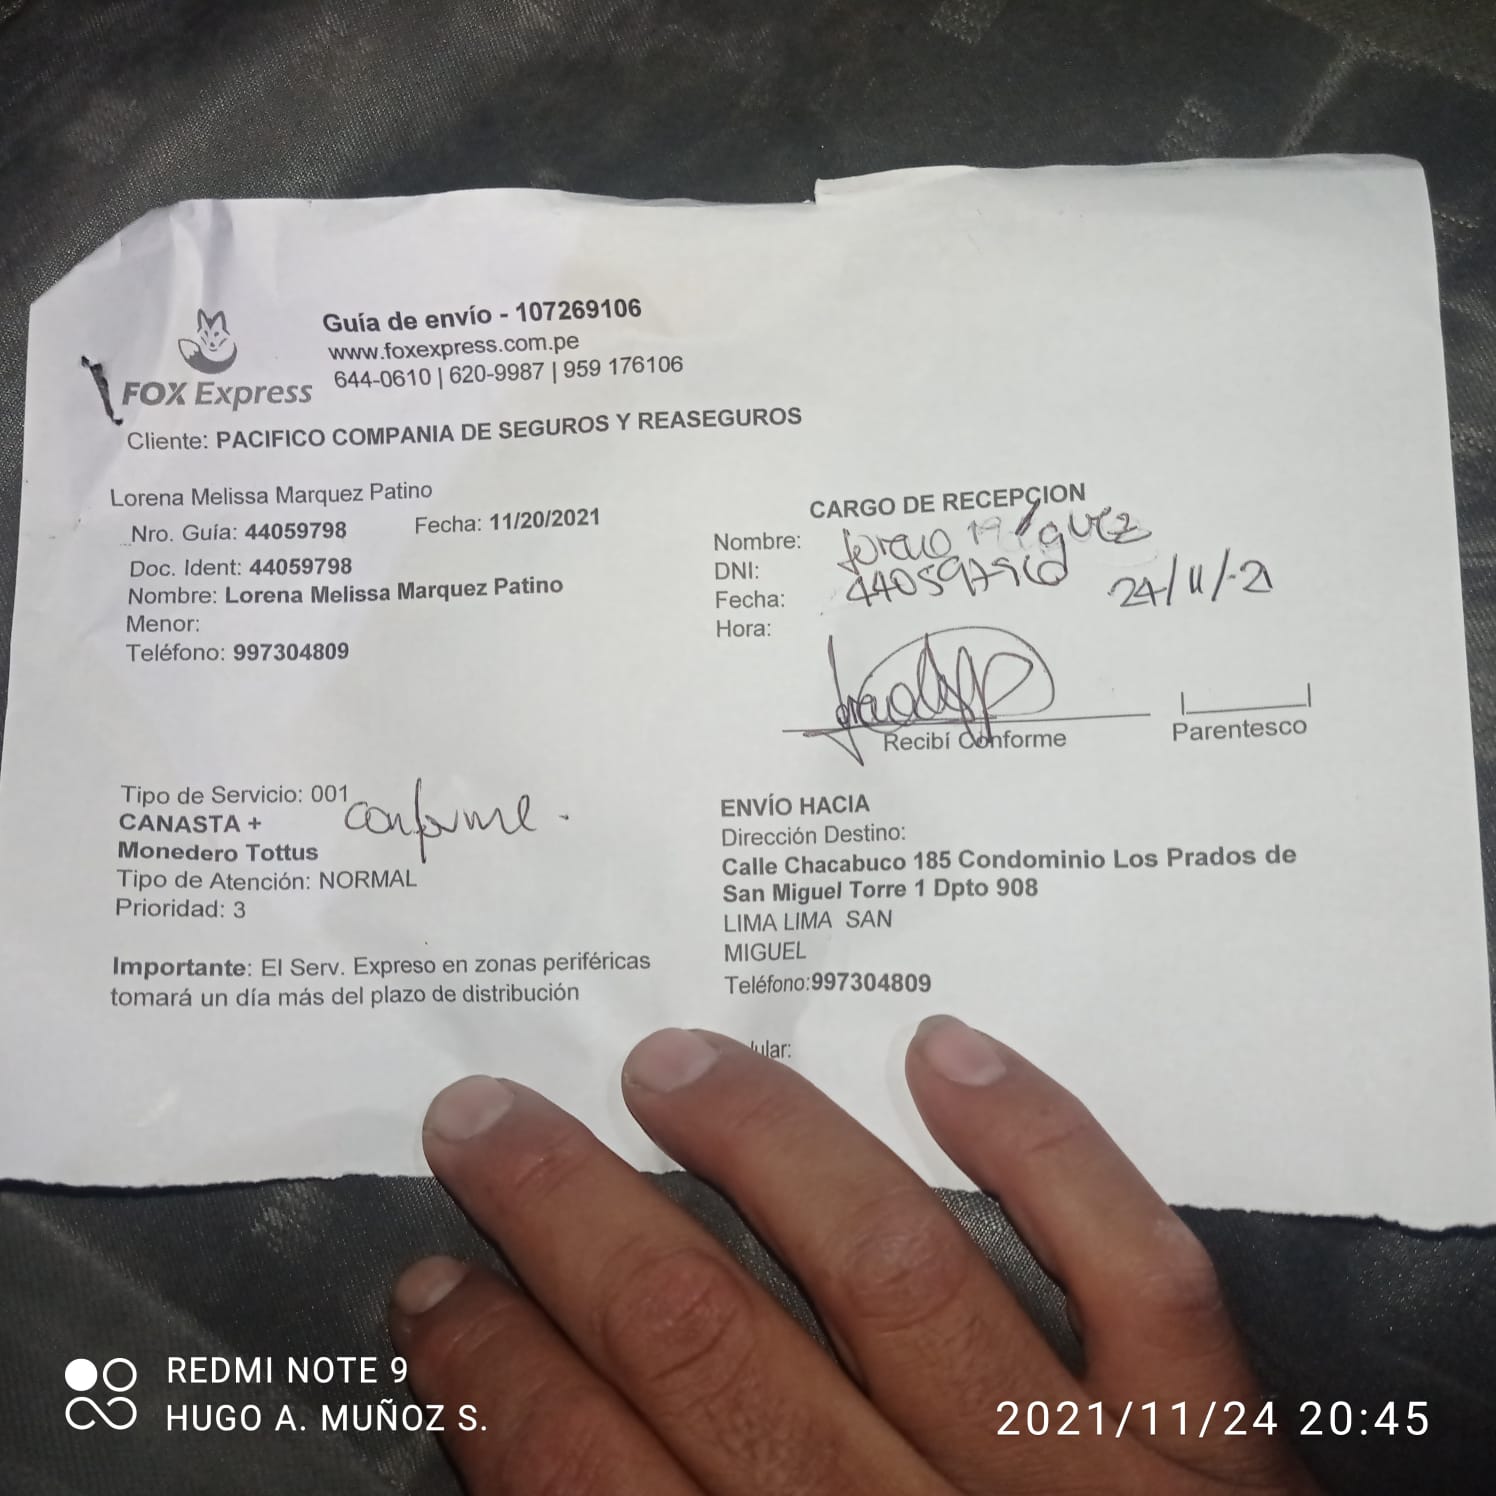 Guía de envío - 107269106
www.foxexpress.com.pe
644-0610 | 620-9987 | 959 176106
FOX Express
Cliente: PACIFICO COMPANIA DE SEGUROS Y REASEGUROS
Lorena Melissa Marquez Patino
Nro. Guía: 44059798 Fecha: 11/20/2021
Doc. Ident: 44059798
Nombre: Lorena Melissa Marquez Patino
Menor:
Teléfono: 997304809
CARGO DE RECEPCION
Nombre:
DNI:
Fecha: 24/11/21
Hora:
Recibí Conforme
Parentesco
Tipo de Servicio: 001
CANASTA + conforme.
Monedero Tottus
Tipo de Atención: NORMAL
Prioridad: 3
Importante: El Serv. Expreso en zonas periféricas
tomará un día más del plazo de distribución
ENVÍO HACIA
Dirección Destino:
Calle Chacabuco 185 Condominio Los Prados de
San Miguel Torre 1 Dpto 908
LIMA LIMA SAN
MIGUEL
Teléfono:997304809
ular:
REDMI NOTE 9
HUGO A. MUÑOZ S.
2021/11/24 20:45